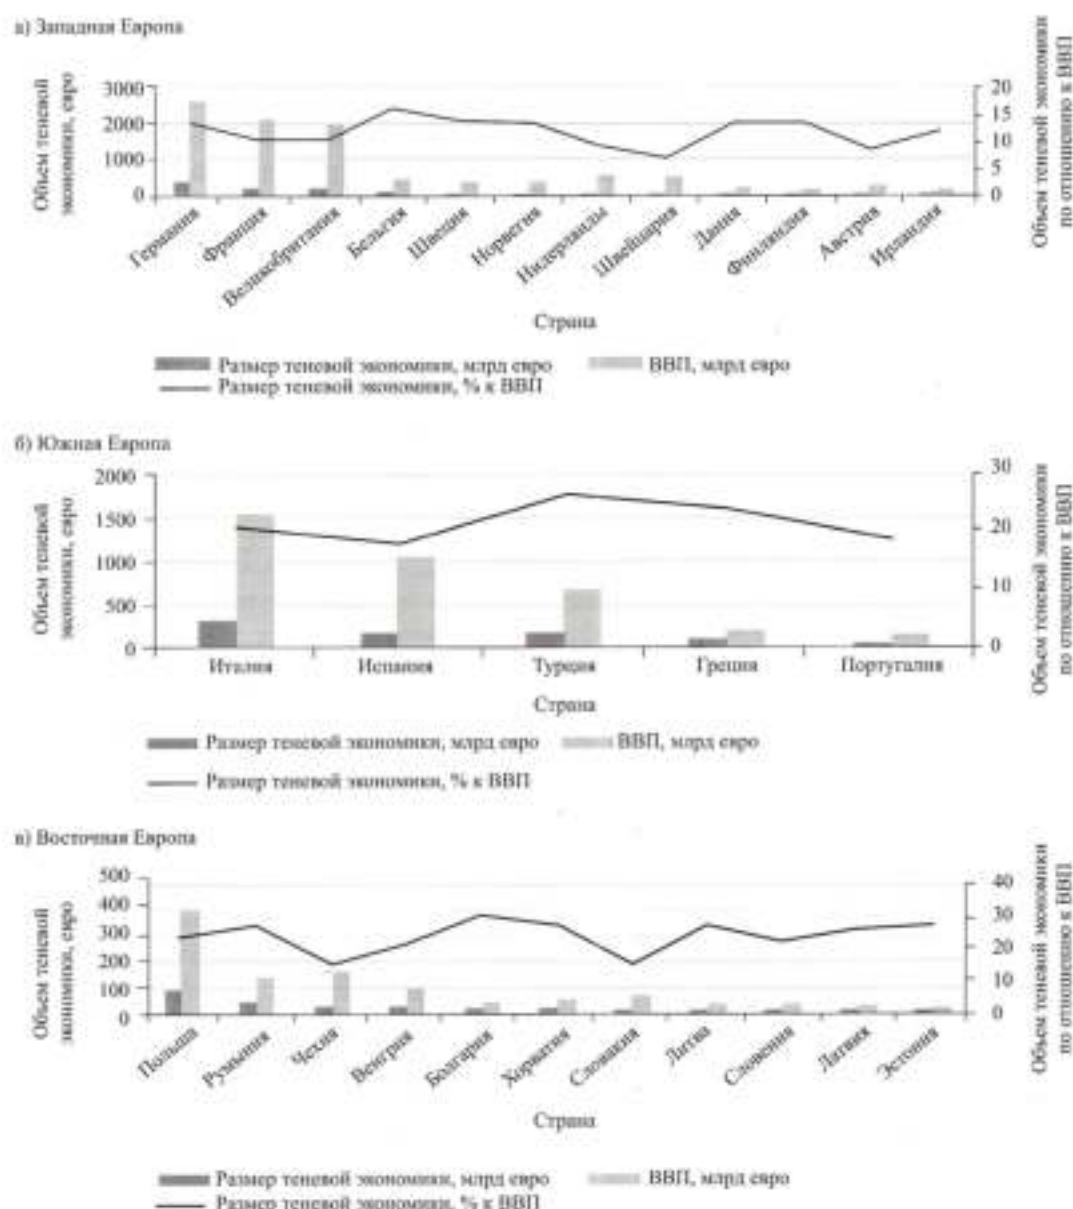 а) Западная Европа
Объем теневой
экономики, евро
3000
2000
1000
0
20
15
10
5
0
Объем теневой экономики
по отношению к ВВП
Германия
Франция
Великобритания
Бельгия
Швеция
Норвегия
Нидерланды
Швейцария
Дания
Финляндия
Австрия
Ирландия
Страна
Размер теневой экономики, млрд евро ВВП, млрд евро
Размер теневой экономики, % к ВВП
б) Южная Европа
Объем теневой
экономики, евро
2000
1500
1000
500
0
30
20
10
0
Объем теневой экономики
по отношению к ВВП
Италия Испания Турция Греция Португалия
Страна
Размер теневой экономики, млрд евро ВВП, млрд евро
Размер теневой экономики, % к ВВП
в) Восточная Европа
Объем теневой
экономики, евро
500
400
300
200
100
0
40
30
20
10
0
Объем теневой экономики
по отношению к ВВП
Польша
Румыния
Чехия
Венгрия
Болгария
Хорватия
Словакия
Литва
Словения
Латвия
Эстония
Страна
Размер теневой экономики, млрд евро ВВП, млрд евро
Размер теневой экономики, % к ВВП